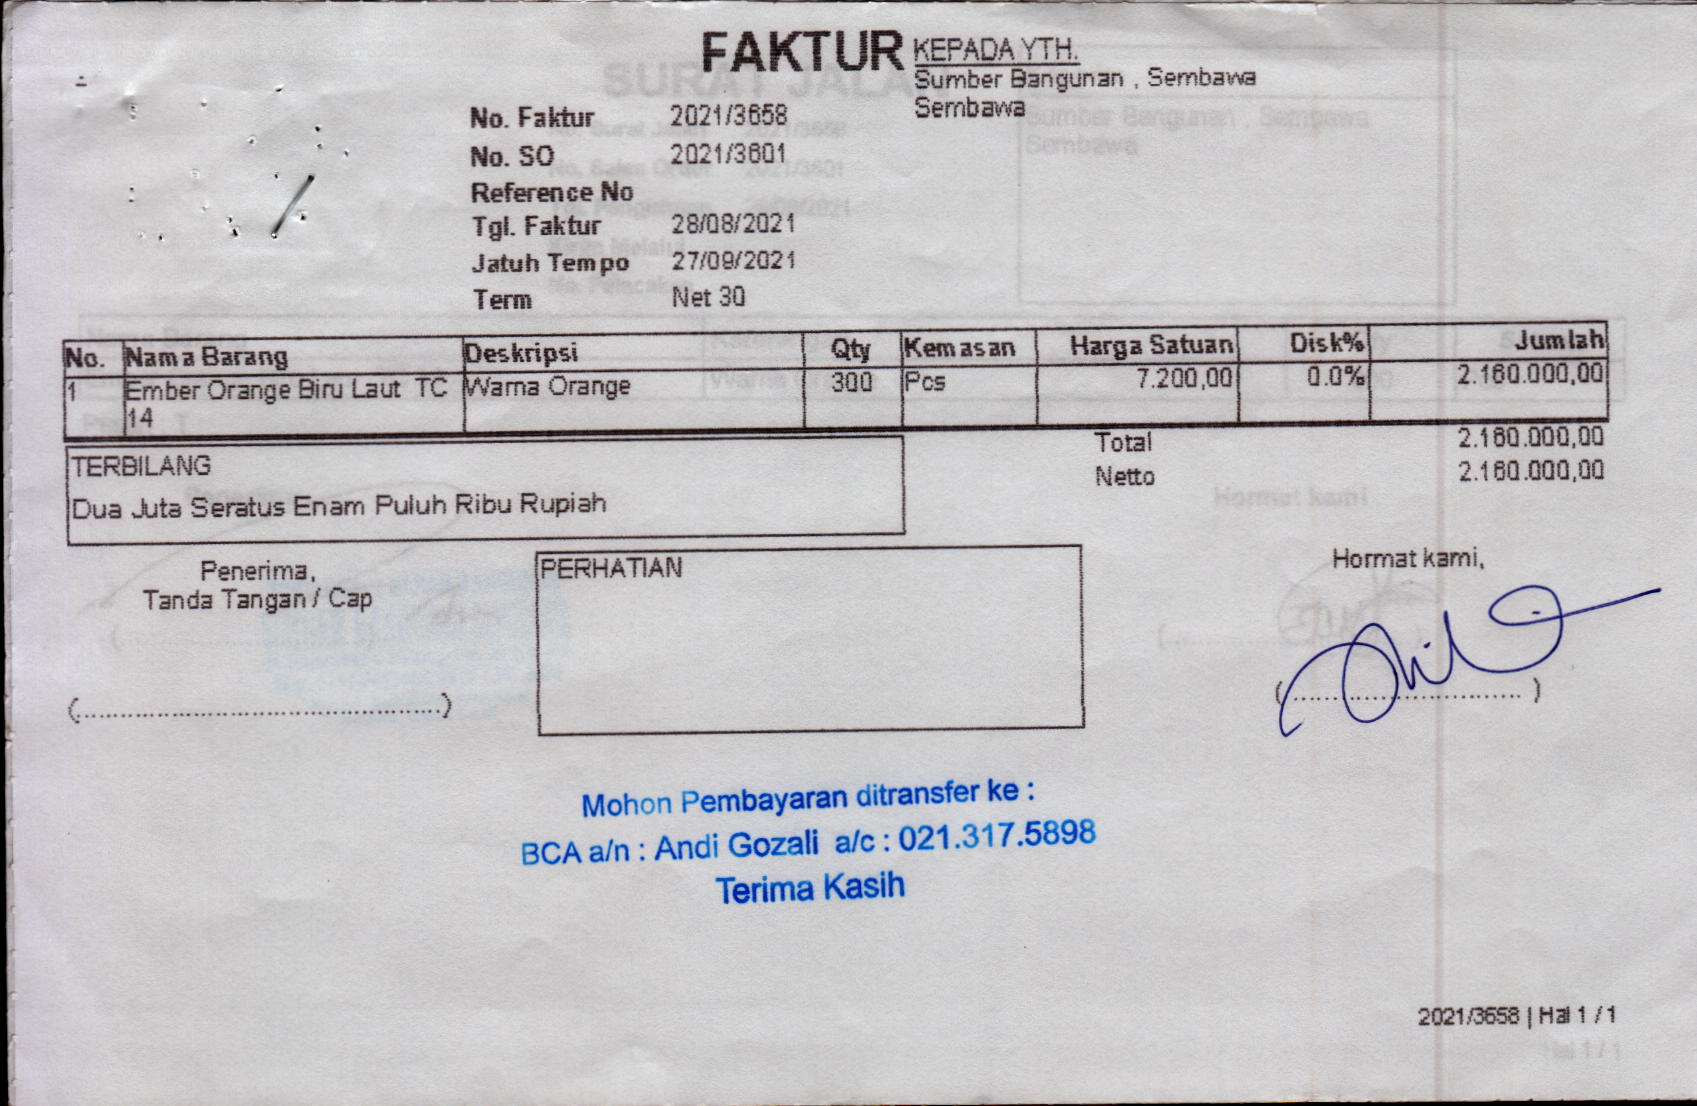 FAKTUR
KEPADA YTH.
Sumber Bangunan , Sembawa
Sembawa
No. Faktur 2021/3658
No. SO 2021/3601
Reference No
Tgl. Faktur 28/08/2021
Jatuh Tempo 27/09/2021
Term Net 30
No. Nama Barang Deskripsi Qty Kemasan Harga Satuan Disk% Jumlah
1 Ember Orange Biru Laut TC Warna Orange 300 Pcs 7.200,00 0.0% 2.160.000,00
14
Total 2.160.000,00
Netto 2.160.000,00
TERBILANG
Dua Juta Seratus Enam Puluh Ribu Rupiah
Penerima,
Tanda Tangan / Cap
PERHATIAN
Hormat kami,
Mohon Pembayaran ditransfer ke :
BCA a/n : Andi Gozali a/c : 021.317.5898
Terima Kasih
2021/3658 | Hal 1 / 1